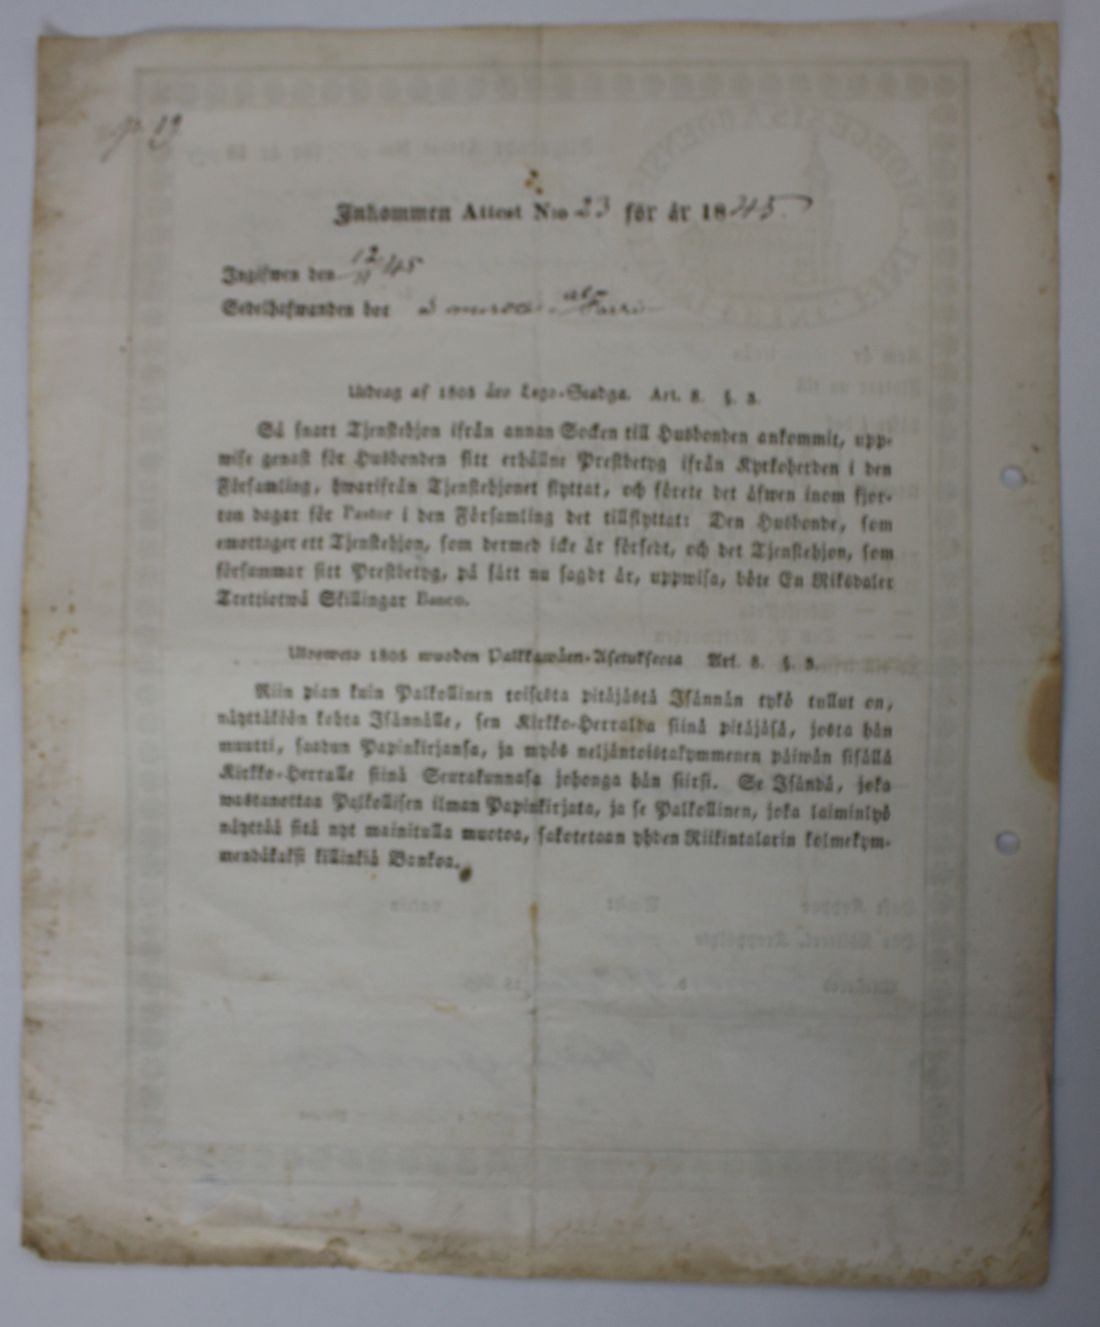 29
Inkommen Attest N:o 23 för år 1845.
Ingifwen den 12/11 45
Sedelhafwanden bor
Utdrag af 1805 års Lego-Stadga. Art. 8. §. 3.
Så snart Tjenstehjon ifrån annan Socken till Husbonden ankommit, upp-
wise genast för Husbonden sitt erhållne Prestbetyg ifrån Kyrkoherden i den
Församling, hwarifrån Tjenstehjonet flyttat, och förete det äfwen inom fjor-
ton dagar för Pastor i den Församling det tillflyttat: Den Husbonde, som
emottager ett Tjenstehjon, som dermed icke är försedt, och det Tjenstehjon, som
försummar sitt Prestbetyg, på sätt nu sagdt är, uppwisa, böte En Riksdaler
Trettiotwå Skillingar Banco.
Ulosweto 1805 wuoden Palkkawäen-Asetuksesta Art. 8. §. 3.
Niin pian kuin Palkollinen toisesta pitäjästä Isännän tykö tullut on,
näyttäköön kohta Isännälle, sen Kirkko-Herralda siinä pitäjäsä, josta hän
muutti, saadun Papinkirjansa, ja myös neljäntoistakymmenen päiwän sisällä
Kirkko-Herralle siinä Seurakunnasa johonga hän siirsi. Se Isändä, joka
wastanottaa Palkollisen ilman Papinkirjata, ja se Palkollinen, joka laiminlyö
näyttää sitä nyt mainitulla muotoa, sakotetaan yhden Riikintalarin kolmekym-
mendäkaksi killinkiä Bankoa.